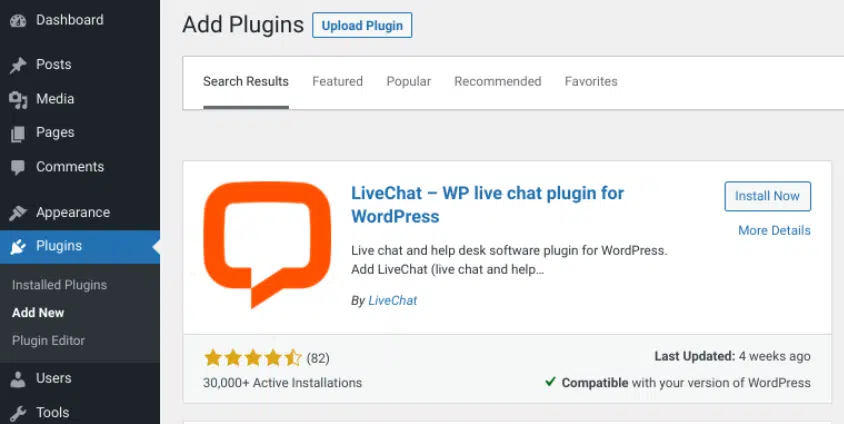 Dashboard
Posts
Media
Pages
Comments
Appearance
Plugins
Installed Plugins
Add New
Plugin Editor
Users
Tools
Add Plugins
Upload Plugin
Search Results
Featured
Popular
Recommended
Favorites
LiveChat – WP live chat plugin for
WordPress
Install Now
More Details
Live chat and help desk software plugin for WordPress.
Add LiveChat (live chat and help…
By LiveChat
(82)
30,000+ Active Installations
Last Updated: 4 weeks ago
Compatible with your version of WordPress